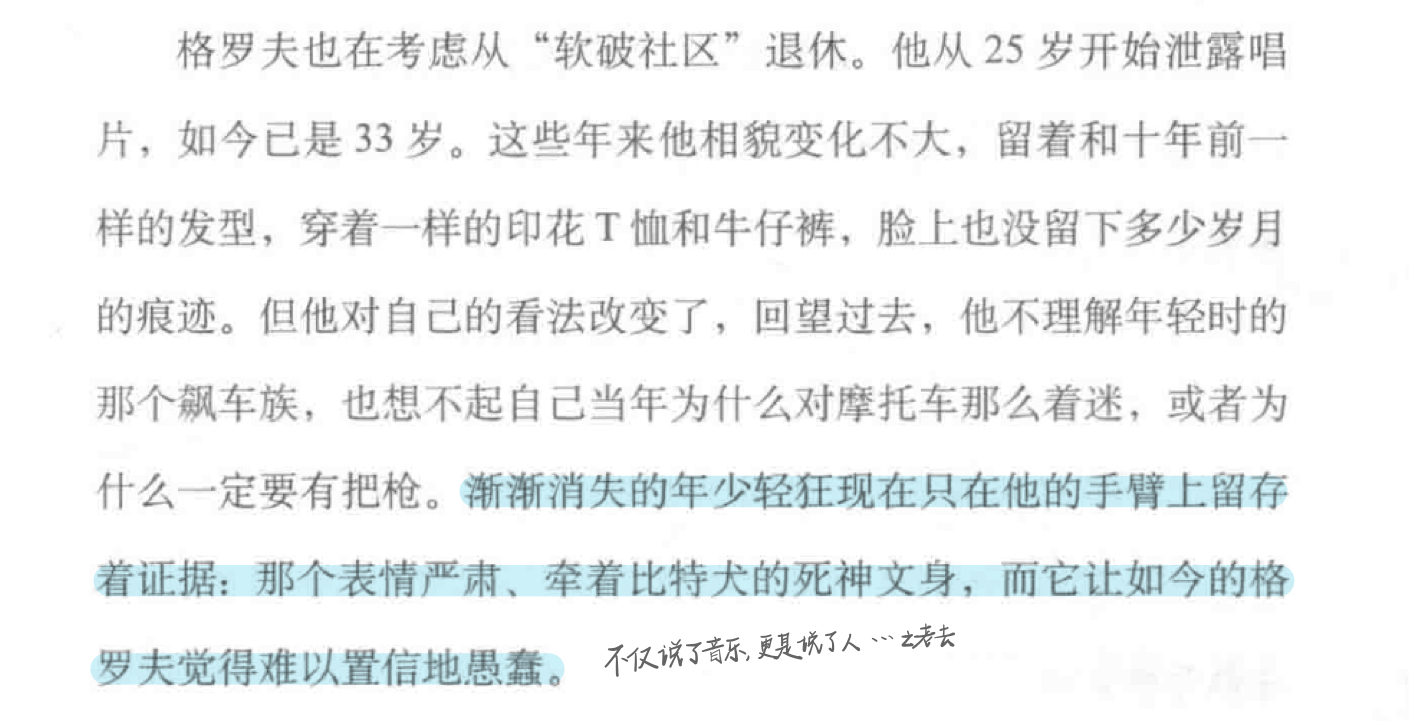 格罗夫也在考虑从“软破社区”退休。他从 25 岁开始泄露唱
片，如今已是 33 岁。这些年来他相貌变化不大，留着和十年前一
样的发型，穿着一样的印花 T 恤和牛仔裤，脸上也没留下多少岁月
的痕迹。但他对自己的看法改变了，回望过去，他不理解年轻时的
那个飙车族，也想不起自己当年为什么对摩托车那么着迷，或者为
什么一定要有把枪。渐渐消失的年少轻狂现在只在他的手臂上留存
着证据：那个表情严肃、牵着比特犬的死神文身，而它让如今的格
罗夫觉得难以置信地愚蠢。
不仅说了音乐，更是说了人…之老去